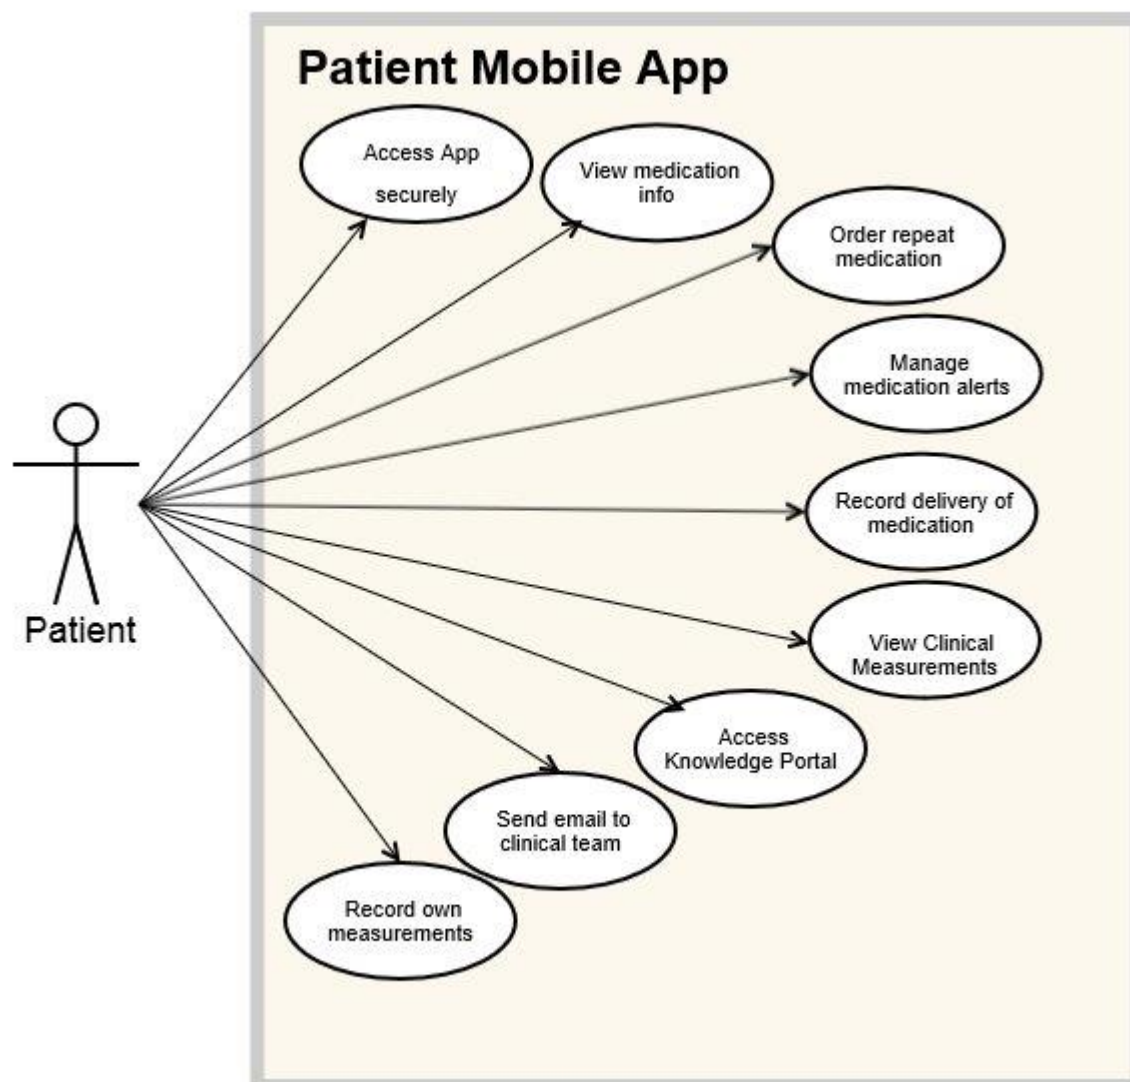 Patient Mobile App
Access App
securely
View medication
info
Order repeat
medication
Manage
medication alerts
Record delivery of
medication
View Clinical
Measurements
Access
Knowledge Portal
Send email to
clinical team
Record own
measurements
Patient